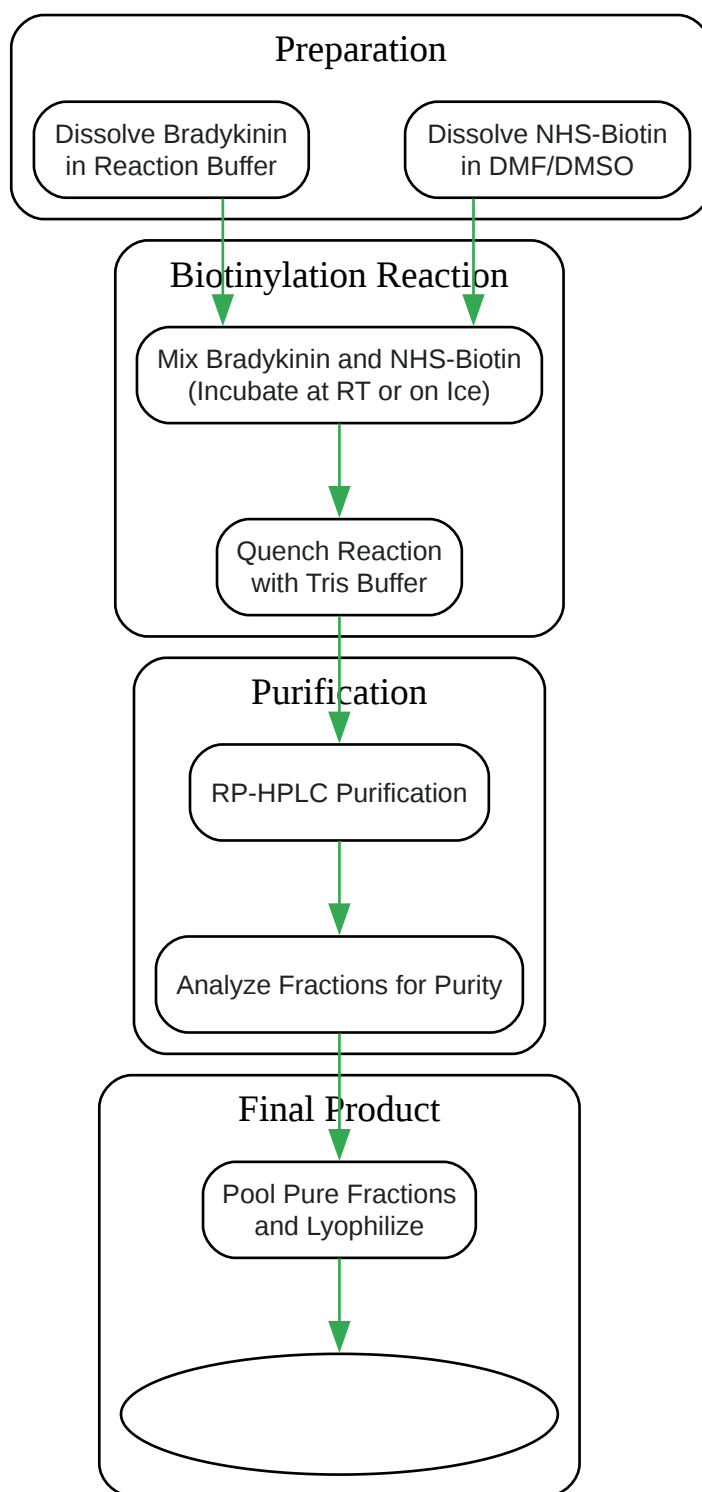 Preparation
Dissolve Bradykinin
in Reaction Buffer
Dissolve NHS-Biotin
in DMF/DMSO
Biotinylation Reaction
Mix Bradykinin and NHS-Biotin
(Incubate at RT or on Ice)
Quench Reaction
with Tris Buffer
Purification
RP-HPLC Purification
Analyze Fractions for Purity
Final Product
Pool Pure Fractions
and Lyophilize